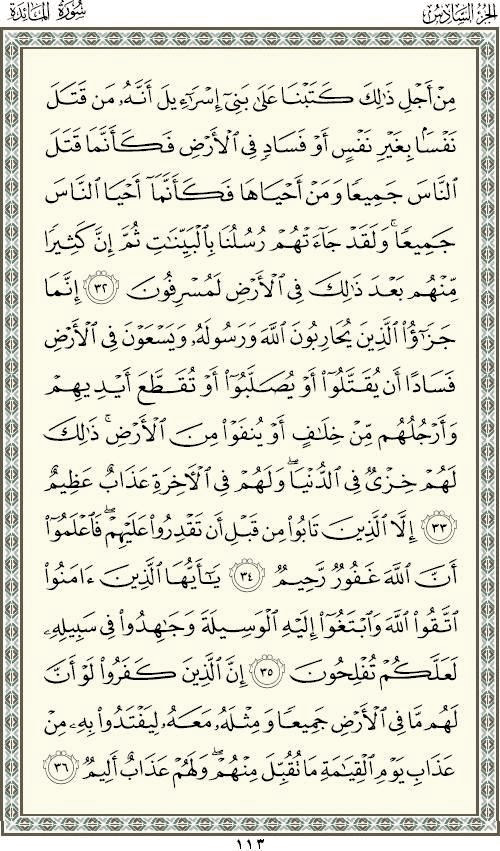 الجزء السادس
سورة المائدة
مِنْ أَجْلِ ذَٰلِكَ كَتَبْنَا عَلَىٰ بَنِىٓ إِسْرَٰٓءِيلَ أَنَّهُۥ مَن قَتَلَ
نَفْسًۢا بِغَيْرِ نَفْسٍ أَوْ فَسَادٍ فِى ٱلْأَرْضِ فَكَأَنَّمَا قَتَلَ
ٱلنَّاسَ جَمِيعًا وَمَنْ أَحْيَاهَا فَكَأَنَّمَآ أَحْيَا ٱلنَّاسَ
جَمِيعًا ۚ وَلَقَدْ جَآءَتْهُمْ رُسُلُنَا بِٱلْبَيِّنَٰتِ ثُمَّ إِنَّ كَثِيرًا
مِّنْهُم بَعْدَ ذَٰلِكَ فِى ٱلْأَرْضِ لَمُسْرِفُونَ ٣٢ إِنَّمَا
جَزَٰٓؤُا۟ ٱلَّذِينَ يُحَارِبُونَ ٱللَّهَ وَرَسُولَهُۥ وَيَسْعَوْنَ فِى ٱلْأَرْضِ
فَسَادًا أَن يُقَتَّلُوٓا۟ أَوْ يُصَلَّبُوٓا۟ أَوْ تُقَطَّعَ أَيْدِيهِمْ
وَأَرْجُلُهُم مِّنْ خِلَٰفٍ أَوْ يُنفَوْا۟ مِنَ ٱلْأَرْضِ ۚ ذَٰلِكَ
لَهُمْ خِزْىٌ فِى ٱلدُّنْيَا ۖ وَلَهُمْ فِى ٱلْءَاخِرَةِ عَذَابٌ عَظِيمٌ
٣٣ إِلَّا ٱلَّذِينَ تَابُوا۟ مِن قَبْلِ أَن تَقْدِرُوا۟ عَلَيْهِمْ ۖ فَٱعْلَمُوٓا۟
أَنَّ ٱللَّهَ غَفُورٌ رَّحِيمٌ ٣٤ يَٰٓأَيُّهَا ٱلَّذِينَ ءَامَنُوا۟
ٱتَّقُوا۟ ٱللَّهَ وَٱبْتَغُوٓا۟ إِلَيْهِ ٱلْوَسِيلَةَ وَجَٰهِدُوا۟ فِى سَبِيلِهِۦ
لَعَلَّكُمْ تُفْلِحُونَ ٣٥ إِنَّ ٱلَّذِينَ كَفَرُوا۟ لَوْ أَنَّ
لَهُم مَّا فِى ٱلْأَرْضِ جَمِيعًا وَمِثْلَهُۥ مَعَهُۥ لِيَفْتَدُوا۟ بِهِۦ مِنْ
عَذَابِ يَوْمِ ٱلْقِيَٰمَةِ مَا تُقُبِّلَ مِنْهُمْ ۖ وَلَهُمْ عَذَابٌ أَلِيمٌ ٣٦
١١٣